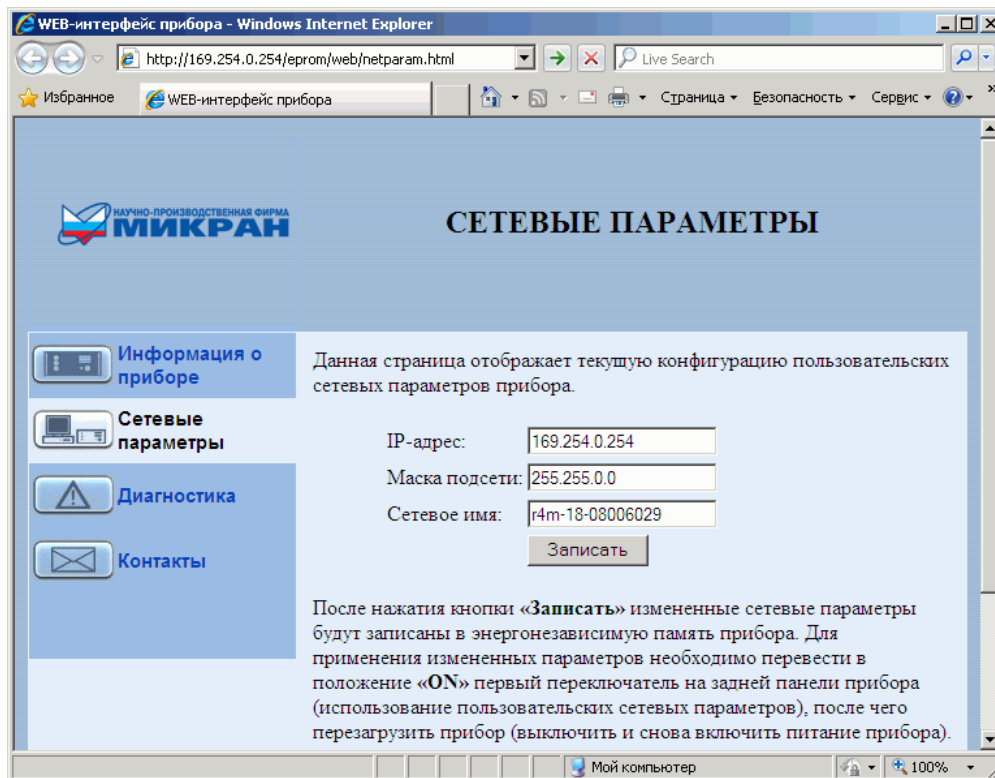 WEB-интерфейс прибора - Windows Internet Explorer
http://169.254.0.254/eprom/web/netparam.html
Live Search
Избранное
WEB-интерфейс прибора
Страница
Безопасность
Сервис
»
НАУЧНО-ПРОИЗВОДСТВЕННАЯ ФИРМА
МИКРАН
СЕТЕВЫЕ ПАРАМЕТРЫ
Информация о
приборе
Сетевые
параметры
Диагностика
Контакты
Данная страница отображает текущую конфигурацию пользовательских
сетевых параметров прибора.
IP-адрес: 169.254.0.254
Маска подсети: 255.255.0.0
Сетевое имя: r4m-18-08006029
Записать
После нажатия кнопки «Записать» измененные сетевые параметры
будут записаны в энергонезависимую память прибора. Для
применения измененных параметров необходимо перевести в
положение «ON» первый переключатель на задней панели прибора
(использование пользовательских сетевых параметров), после чего
перезагрузить прибор (выключить и снова включить питание прибора).
Мой компьютер
100%